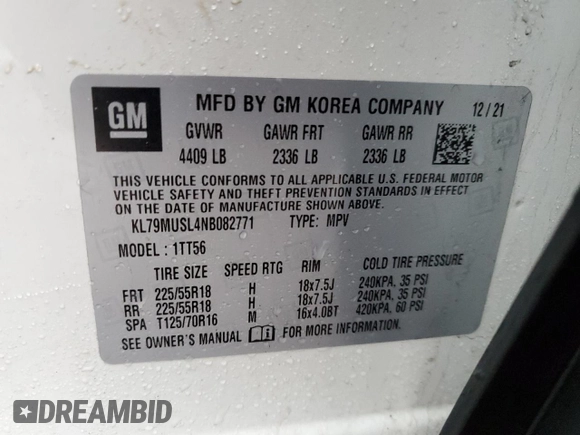 GM MFD BY GM KOREA COMPANY 12/21
GVWR GAWR FRT GAWR RR
4409 LB 2336 LB 2336 LB
THIS VEHICLE CONFORMS TO ALL APPLICABLE U.S. FEDERAL MOTOR
VEHICLE SAFETY AND THEFT PREVENTION STANDARDS IN EFFECT
ON THE DATE OF MANUFACTURE SHOWN ABOVE.
KL79MUSL4NB082771 TYPE: MPV
MODEL: 1TT56
TIRE SIZE SPEED RTG RIM COLD TIRE PRESSURE
FRT 225/55R18 H 18x7.5J 240KPA, 35 PSI
RR 225/55R18 H 18x7.5J 240KPA, 35 PSI
SPA T125/70R16 M 16x4.0BT 420KPA, 60 PSI
SEE OWNER'S MANUAL FOR MORE INFORMATION.
DREAMBID